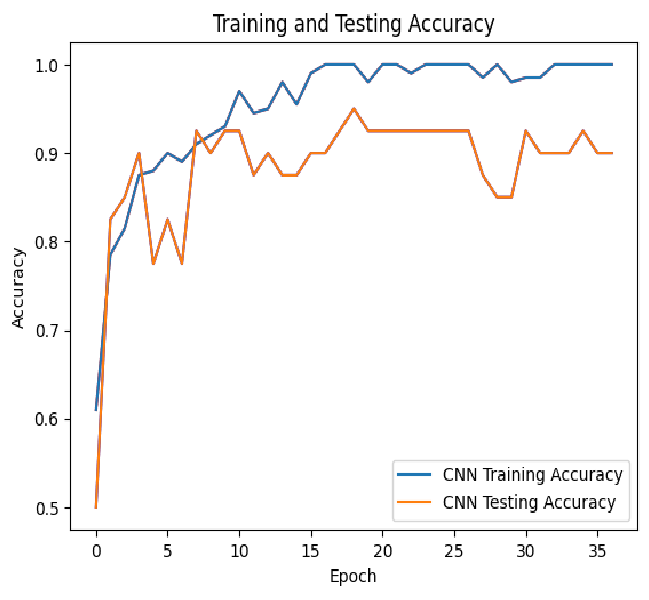 Training and Testing Accuracy
1.0
0.9
0.8
0.7
0.6
0.5
Accuracy
0 5 10 15 20 25 30 35
Epoch
CNN Training Accuracy
CNN Testing Accuracy